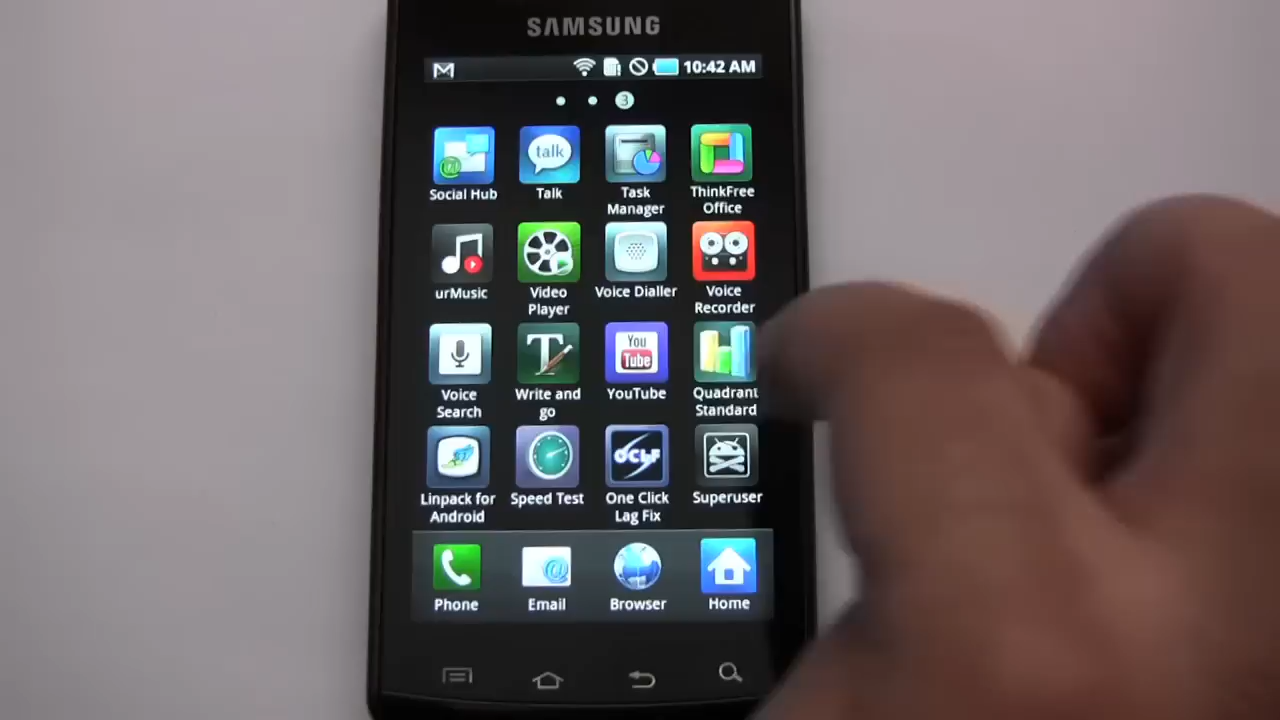 SAMSUNG
10:42 AM
3
talk
Social Hub
Talk
Task
Manager
ThinkFree
Office
urMusic
Video
Player
Voice Dialler
Voice
Recorder
You
Tube
T
Voice
Search
Write and
go
YouTube
Quadrant
Standard
OCLF
Linpack for
Android
Speed Test
One Click
Lag Fix
Superuser
@
Phone
Email
Browser
Home